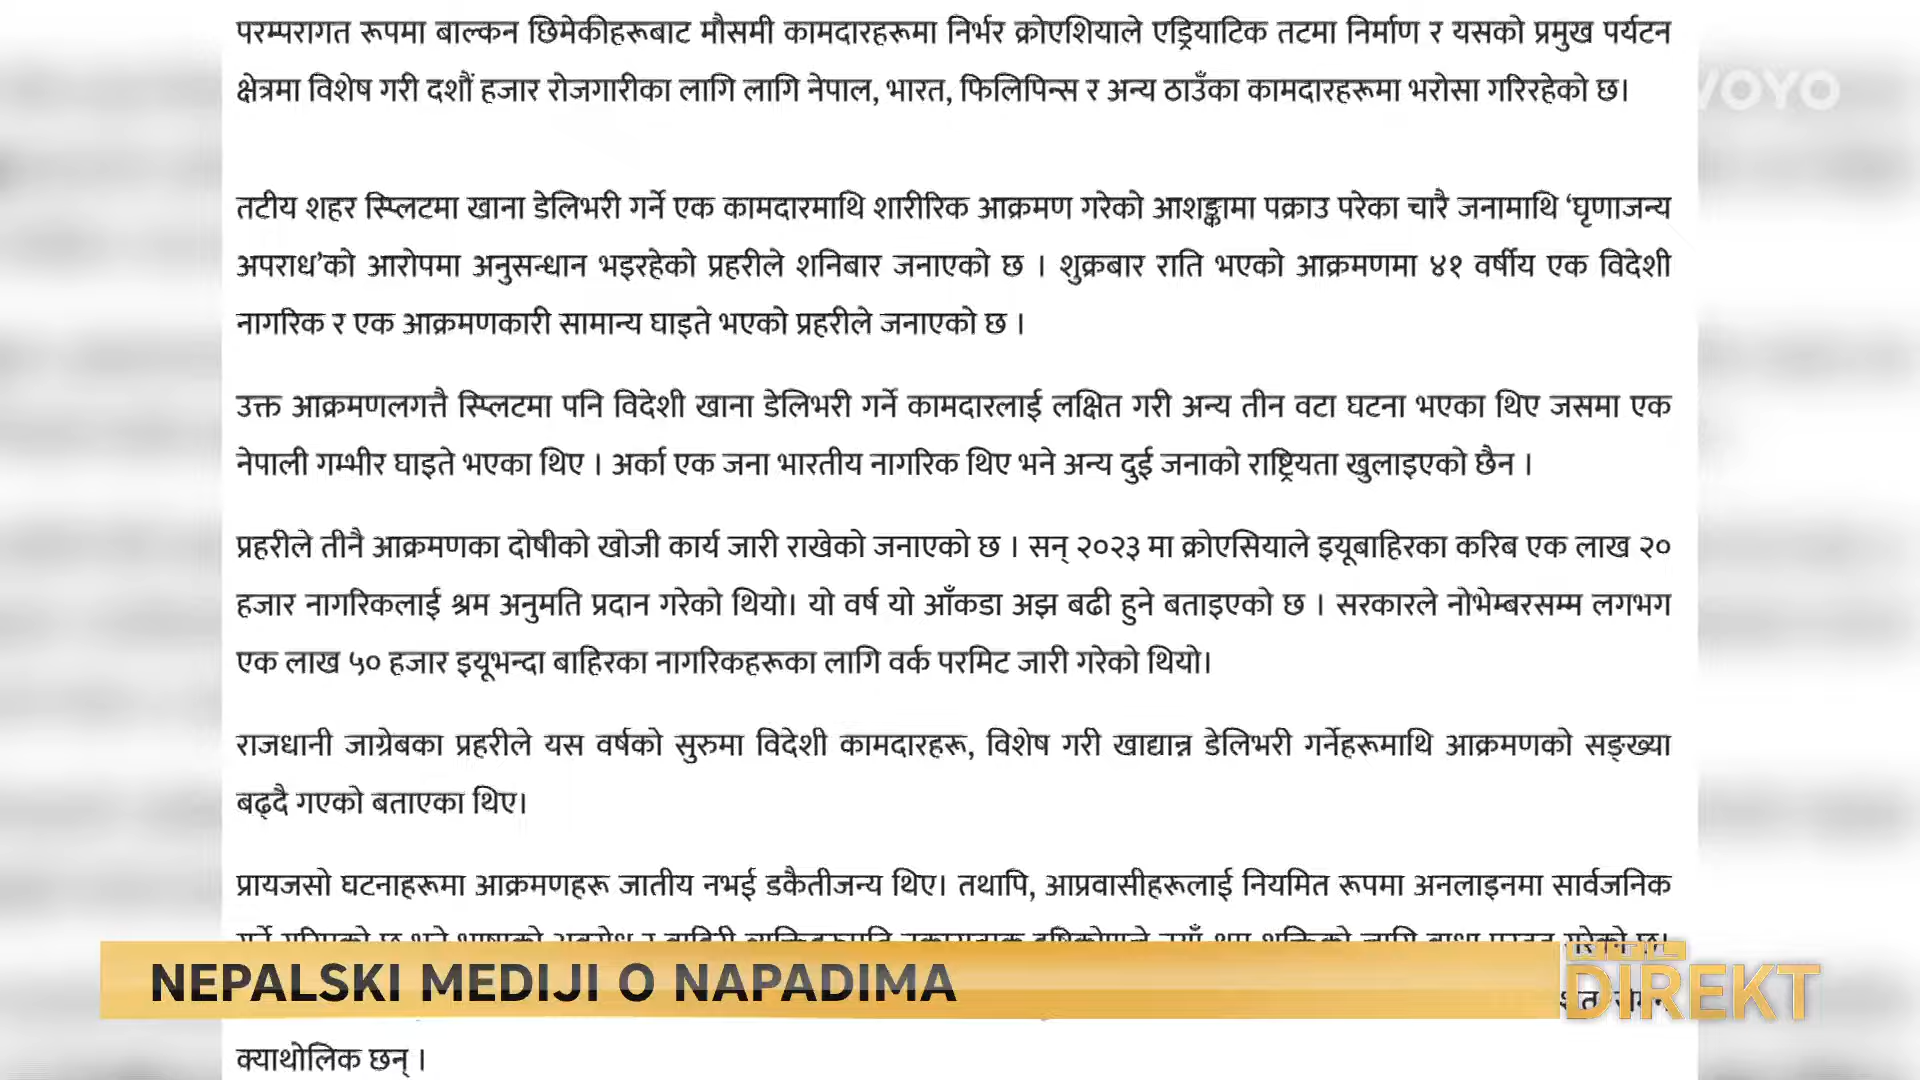 परम्परागत रूपमा बाल्कन छिमेकीहरूबाट मौसमी कामदारहरूमा निर्भर क्रोएशियाले एड्रियाटिक तटमा निर्माण र यसको प्रमुख पर्यटन
क्षेत्रमा विशेष गरी दशौं हजार रोजगारीका लागि लागि नेपाल, भारत, फिलिपिन्स र अन्य ठाउँका कामदारहरूमा भरोसा गरिरहेको छ।
VOYO
तटीय शहर स्प्लिटमा खाना डेलिभरी गर्ने एक कामदारमाथि शारीरिक आक्रमण गरेको आशङ्कामा पक्राउ परेका चारै जनामाथि ‘घृणाजन्य
अपराध’को आरोपमा अनुसन्धान भइरहेको प्रहरीले शनिबार जनाएको छ । शुक्रबार राति भएको आक्रमणमा ४१ वर्षीय एक विदेशी
नागरिक र एक आक्रमणकारी सामान्य घाइते भएको प्रहरीले जनाएको छ ।
उक्त आक्रमणलगत्तै स्प्लिटमा पनि विदेशी खाना डेलिभरी गर्ने कामदारलाई लक्षित गरी अन्य तीन वटा घटना भएका थिए जसमा एक
नेपाली गम्भीर घाइते भएका थिए । अर्का एक जना भारतीय नागरिक थिए भने अन्य दुई जनाको राष्ट्रियता खुलाइएको छैन ।
प्रहरीले तीनै आक्रमणका दोषीको खोजी कार्य जारी राखेको जनाएको छ । सन् २०२३ मा क्रोएसियाले इयूबाहिरका करिब एक लाख २०
हजार नागरिकलाई श्रम अनुमति प्रदान गरेको थियो। यो वर्ष यो आँकडा अझ बढी हुने बताइएको छ । सरकारले नोभेम्बरसम्म लगभग
एक लाख ५० हजार इयूभन्दा बाहिरका नागरिकहरूका लागि वर्क परमिट जारी गरेको थियो।
राजधानी जाग्रेबका प्रहरीले यस वर्षको सुरुमा विदेशी कामदारहरू, विशेष गरी खाद्यान्न डेलिभरी गर्नेहरूमाथि आक्रमणको सङ्ख्या
बढ्दै गएको बताएका थिए।
प्रायजसो घटनाहरूमा आक्रमणहरू जातीय नभई डकैतीजन्य थिए। तथापि, आप्रवासीहरूलाई नियमित रूपमा अनलाइनमा सार्वजनिक
NEPALSKI MEDIJI O NAPADIMA
RTL
DIREKT
क्याथोलिक छन् ।